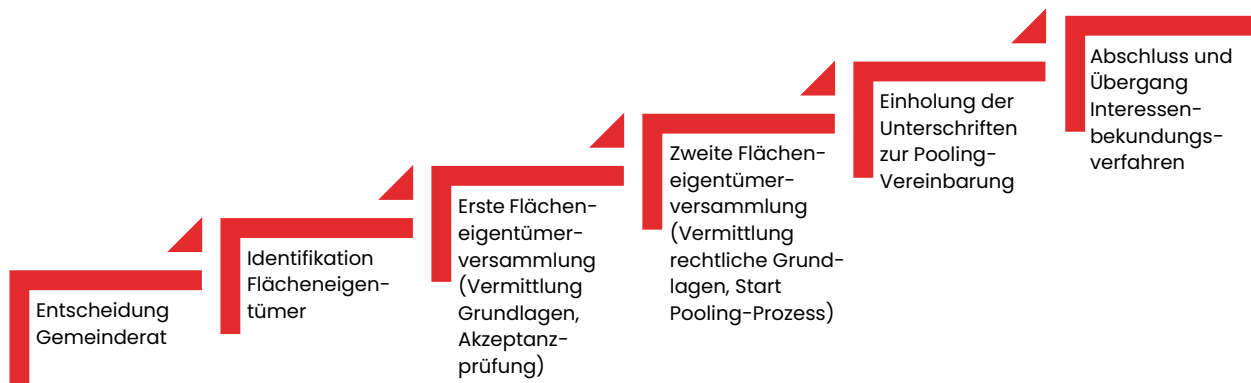 Entscheidung
Gemeinderat
Identifikation
Flächeneigen-
tümer
Erste Flächen-
eigentümer-
versammlung
(Vermittlung
Grundlagen,
Akzeptanz-
prüfung)
Zweite Flächen-
eigentümer-
versammlung
(Vermittlung
rechtliche Grund-
lagen, Start
Pooling-Prozess)
Einholung der
Unterschriften
zur Pooling-
Vereinbarung
Abschluss und
Übergang
Interessen-
bekundungs-
verfahren